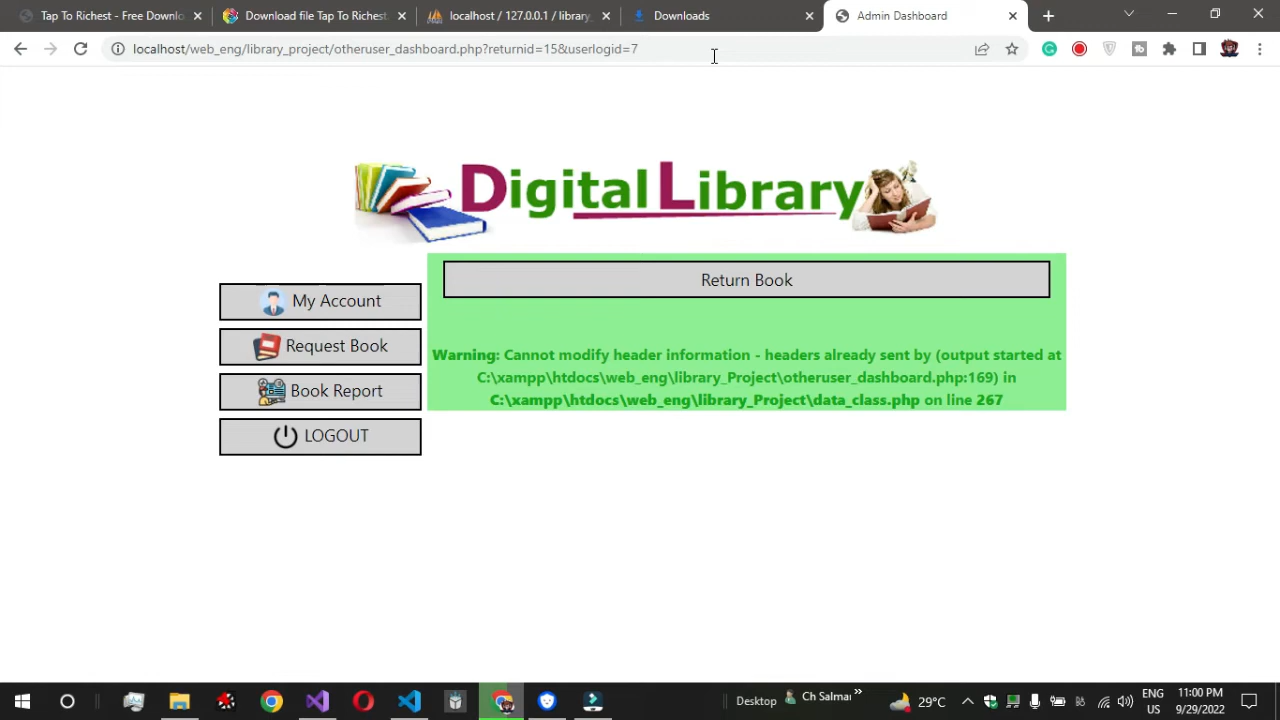 Tap To Richest - Free Downlo
Download file Tap To Richest.
localhost / 127.0.0.1 / library_
Downloads
Admin Dashboard
localhost/web_eng/library_project/otheruser_dashboard.php?returnid=15&userlogid=7
Digital Library
Return Book
My Account
Request Book
Book Report
LOGOUT
Warning: Cannot modify header information - headers already sent by (output started at
C:\xampp\htdocs\web_eng\library_Project\otheruser_dashboard.php:169) in
C:\xampp\htdocs\web_eng\library_Project\data_class.php on line 267
Desktop
Ch Salmar
29°C
ENG
US
11:00 PM
9/29/2022